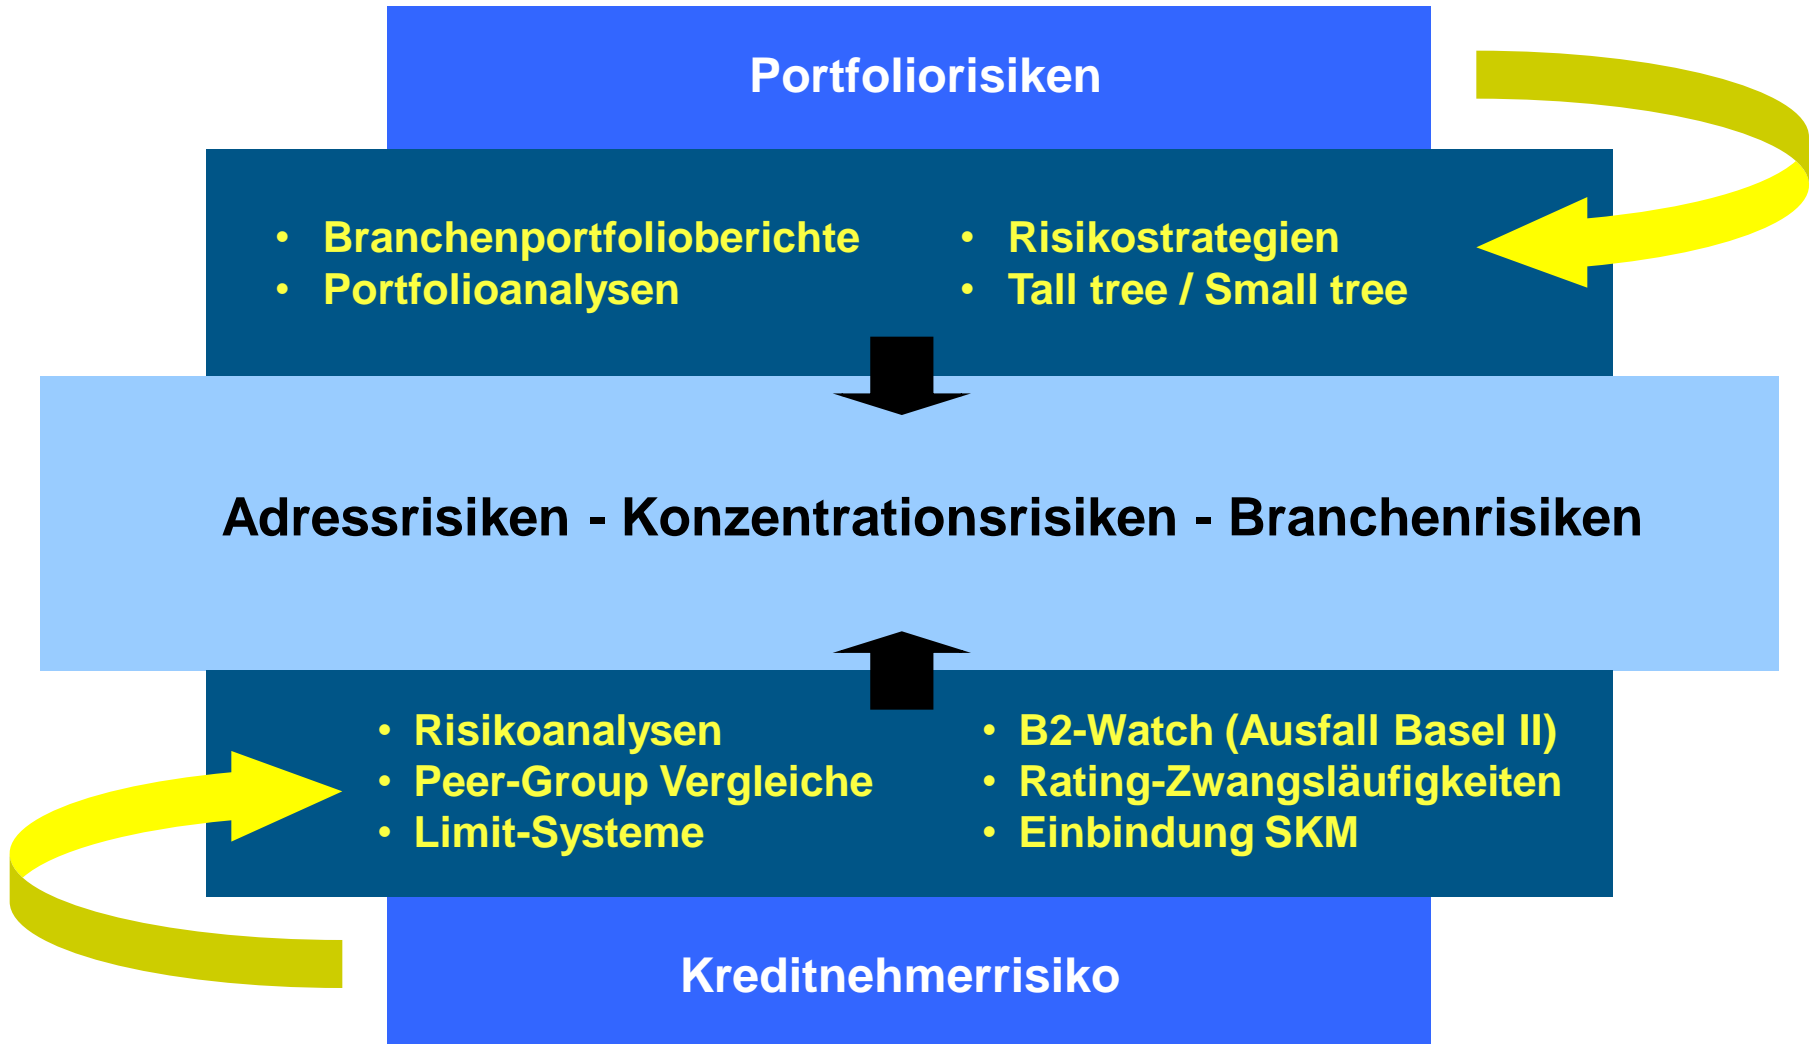 Portfoliorisiken
• Branchenportfolioberichte
• Portfolioanalysen
• Risikostrategien
• Tall tree / Small tree
Adressrisiken - Konzentrationsrisiken - Branchenrisiken
• Risikoanalysen
• Peer-Group Vergleiche
• Limit-Systeme
• B2-Watch (Ausfall Basel II)
• Rating-Zwangsläufigkeiten
• Einbindung SKM
Kreditnehmerrisiko